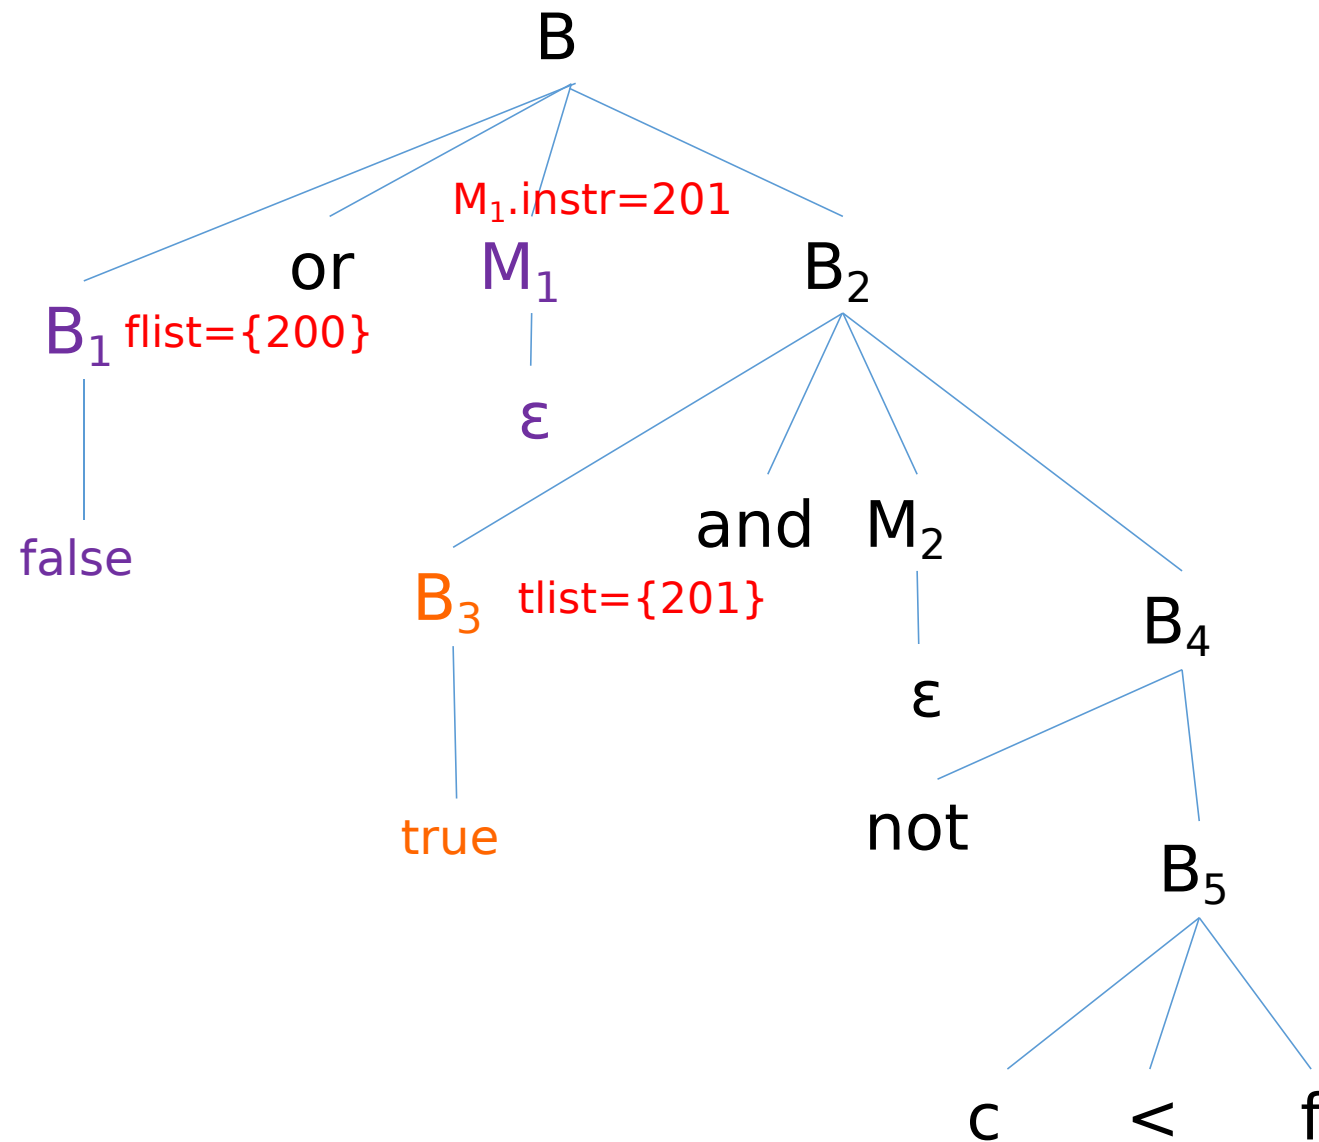 B
M₁.instr=201
or M₁ B₂
B₁ flist={200}
ε
and M₂
false
B₃ tlist={201}
B₄
ε
true
not
B₅
c < f